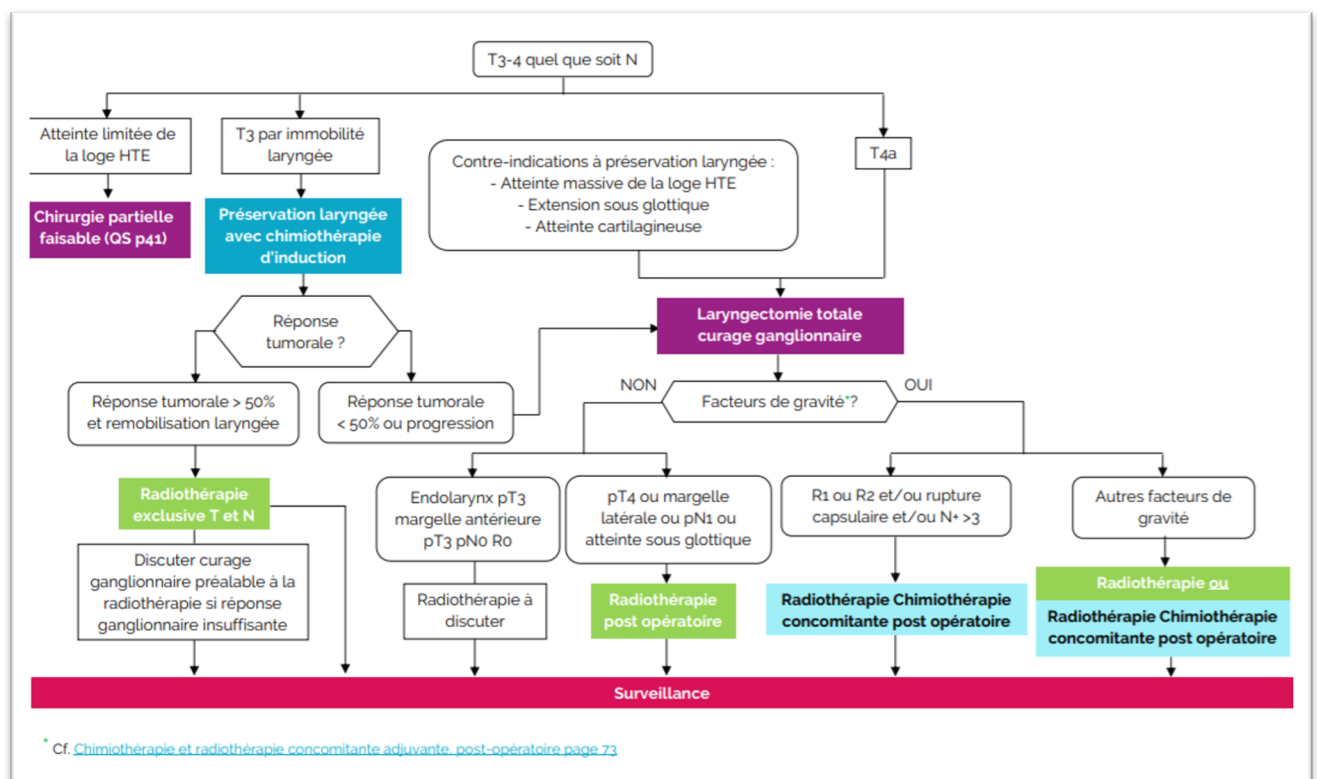 T3-4 quel que soit N
Atteinte limitée de
la loge HTE
T3 par immobilité
laryngée
Contre-indications à préservation laryngée :
- Atteinte massive de la loge HTE
- Extension sous glottique
- Atteinte cartilagineuse
T4a
Chirurgie partielle
faisable (QS p41)
Préservation laryngée
avec chimiothérapie
d'induction
Réponse
tumorale ?
Laryngectomie totale
curage ganglionnaire
Réponse tumorale > 50%
et remobilisation laryngée
Réponse tumorale
< 50% ou progression
NON
Facteurs de gravité*?
OUI
Radiothérapie
exclusive T et N
Discuter curage
ganglionnaire préalable à la
radiothérapie si réponse
ganglionnaire insuffisante
Endolarynx pT3
margelle antérieure
pT3 pN0 R0
Radiothérapie à
discuter
pT4 ou margelle
latérale ou pN1 ou
atteinte sous glottique
Radiothérapie
post opératoire
R1 ou R2 et/ou rupture
capsulaire et/ou N+ >3
Radiothérapie Chimiothérapie
concomitante post opératoire
Autres facteurs de
gravité
Radiothérapie ou
Radiothérapie Chimiothérapie
concomitante post opératoire
Surveillance
* Cf. Chimiothérapie et radiothérapie concomitante adjuvante, post-opératoire page 73